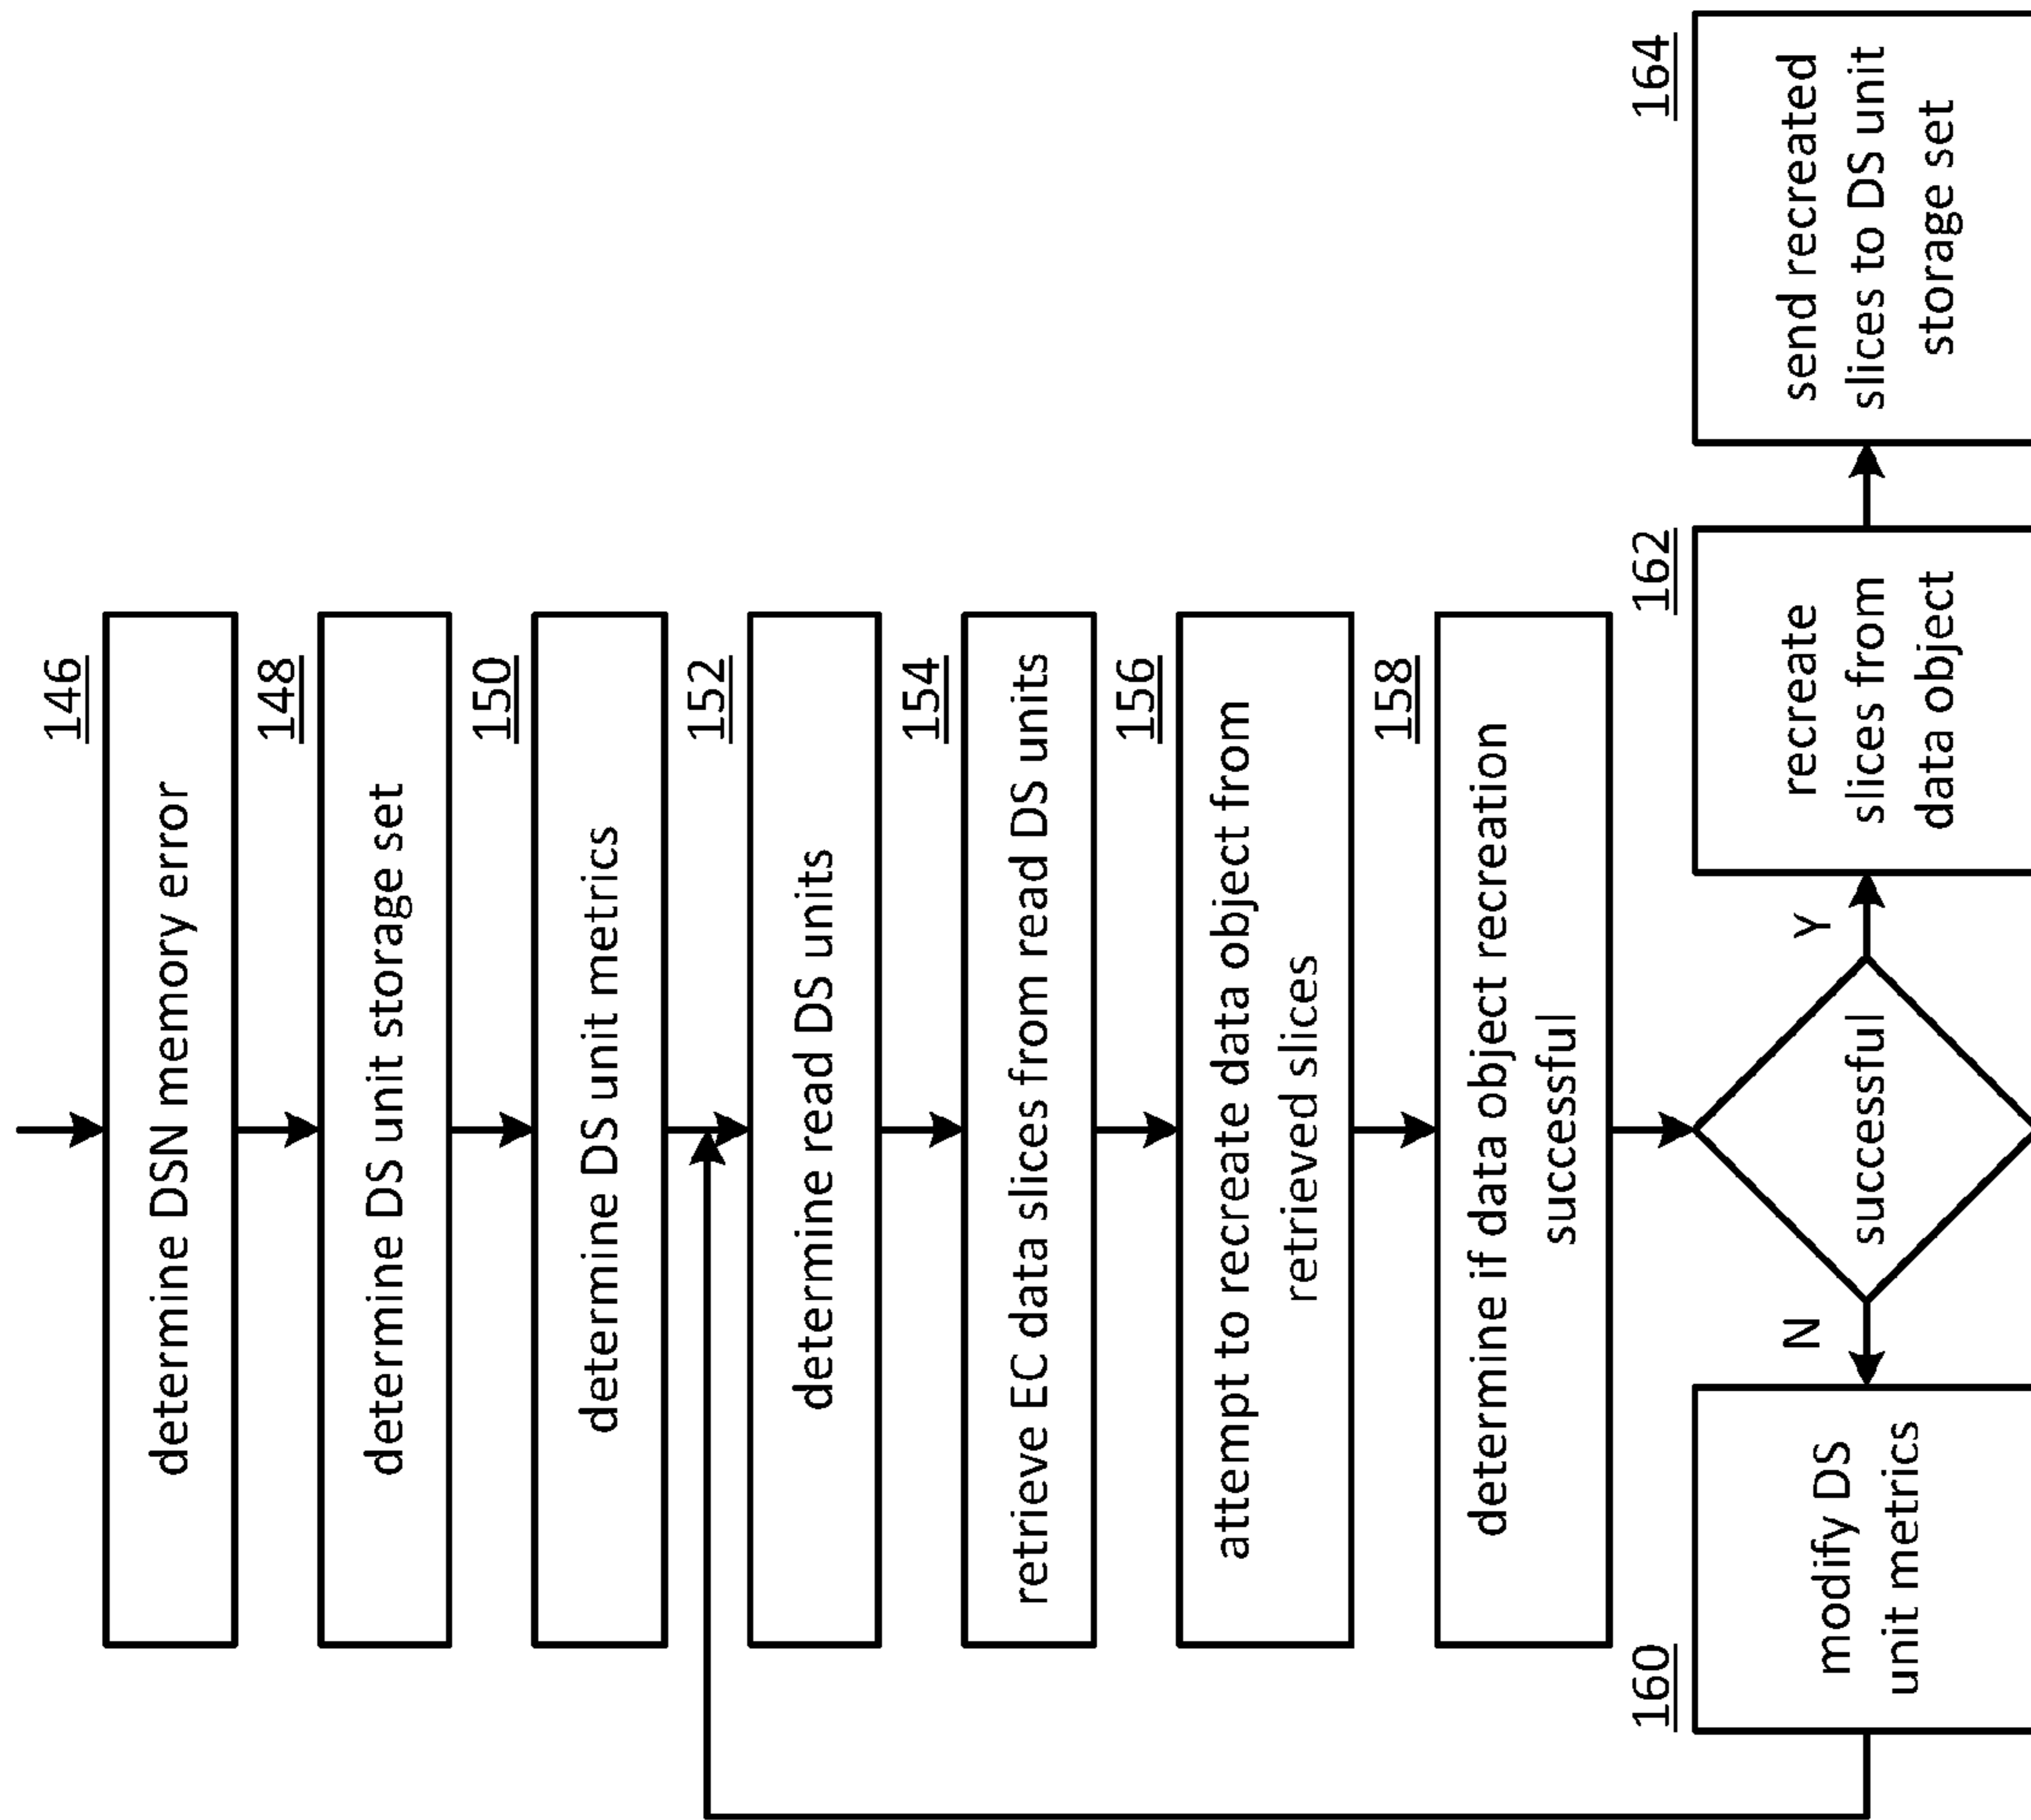 146
determine DSN memory error
148
determine DS unit storage set
150
determine DS unit metrics
152
determine read DS units
154
retrieve EC data slices from read DS units
156
attempt to recreate data object from
retrieved slices
158
determine if data object recreation
successful
160
modify DS
unit metrics
N
successful
Y
162
recreate
slices from
data object
164
send recreated
slices to DS unit
storage set